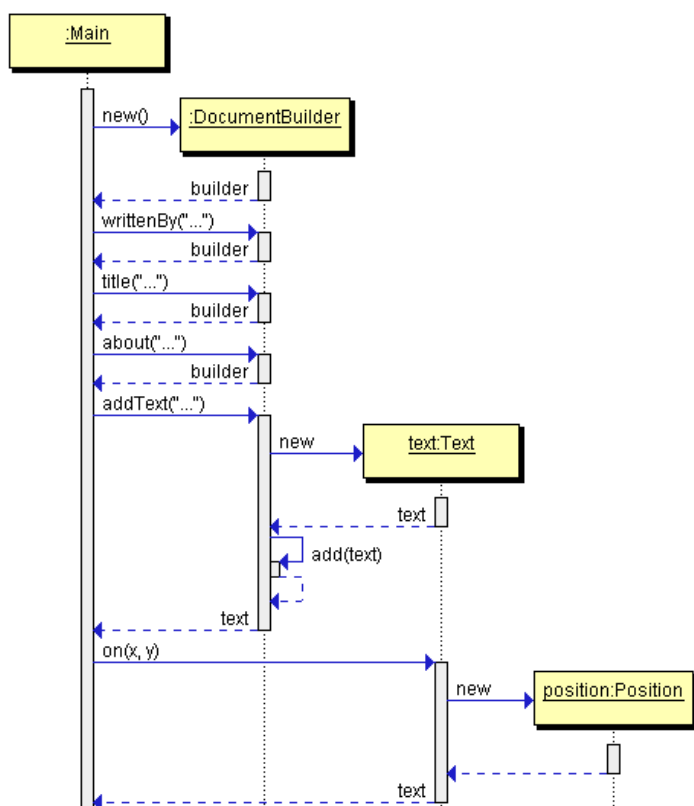 :Main
new()
:DocumentBuilder
builder
writtenBy("...")
builder
title("...")
builder
about("...")
builder
addText("...")
new
text:Text
text
add(text)
text
on(x, y)
new
position:Position
text